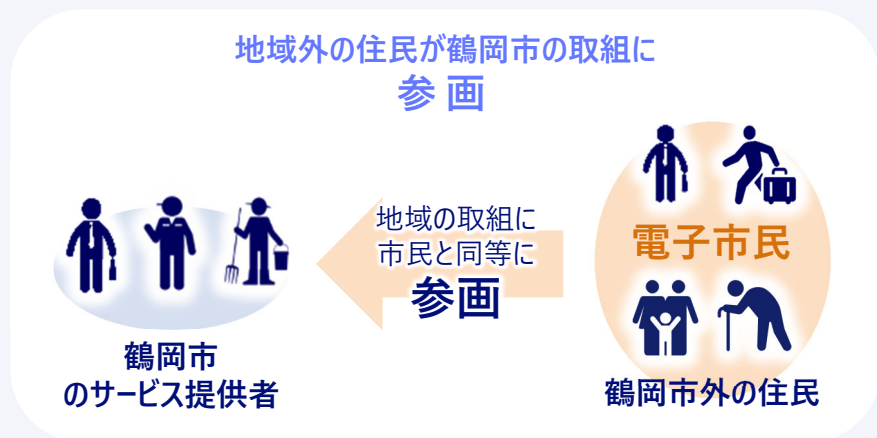 地域外の住民が鶴岡市の取組に
参画
地域の取組に
市民と同等に
参画
電子市民
鶴岡市
のサービス提供者
鶴岡市外の住民